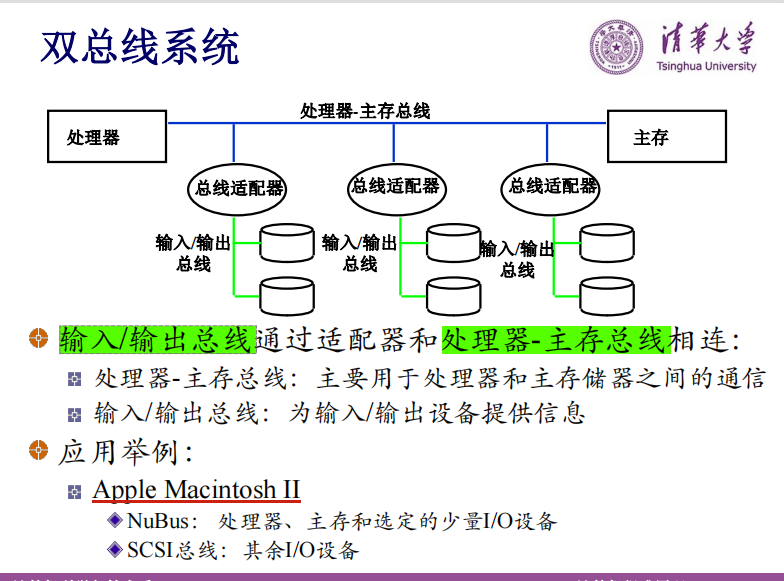 双总线系统
清华大学
Tsinghua University
处理器-主存总线
处理器
主存
总线适配器
总线适配器
总线适配器
输入/输出
总线
输入/输出
总线
输入/输出
总线
输入/输出总线通过适配器和处理器-主存总线相连：
处理器-主存总线：主要用于处理器和主存储器之间的通信
输入/输出总线：为输入/输出设备提供信息
应用举例：
Apple Macintosh II
NuBus： 处理器、主存和选定的少量I/O设备
SCSI总线：其余I/O设备